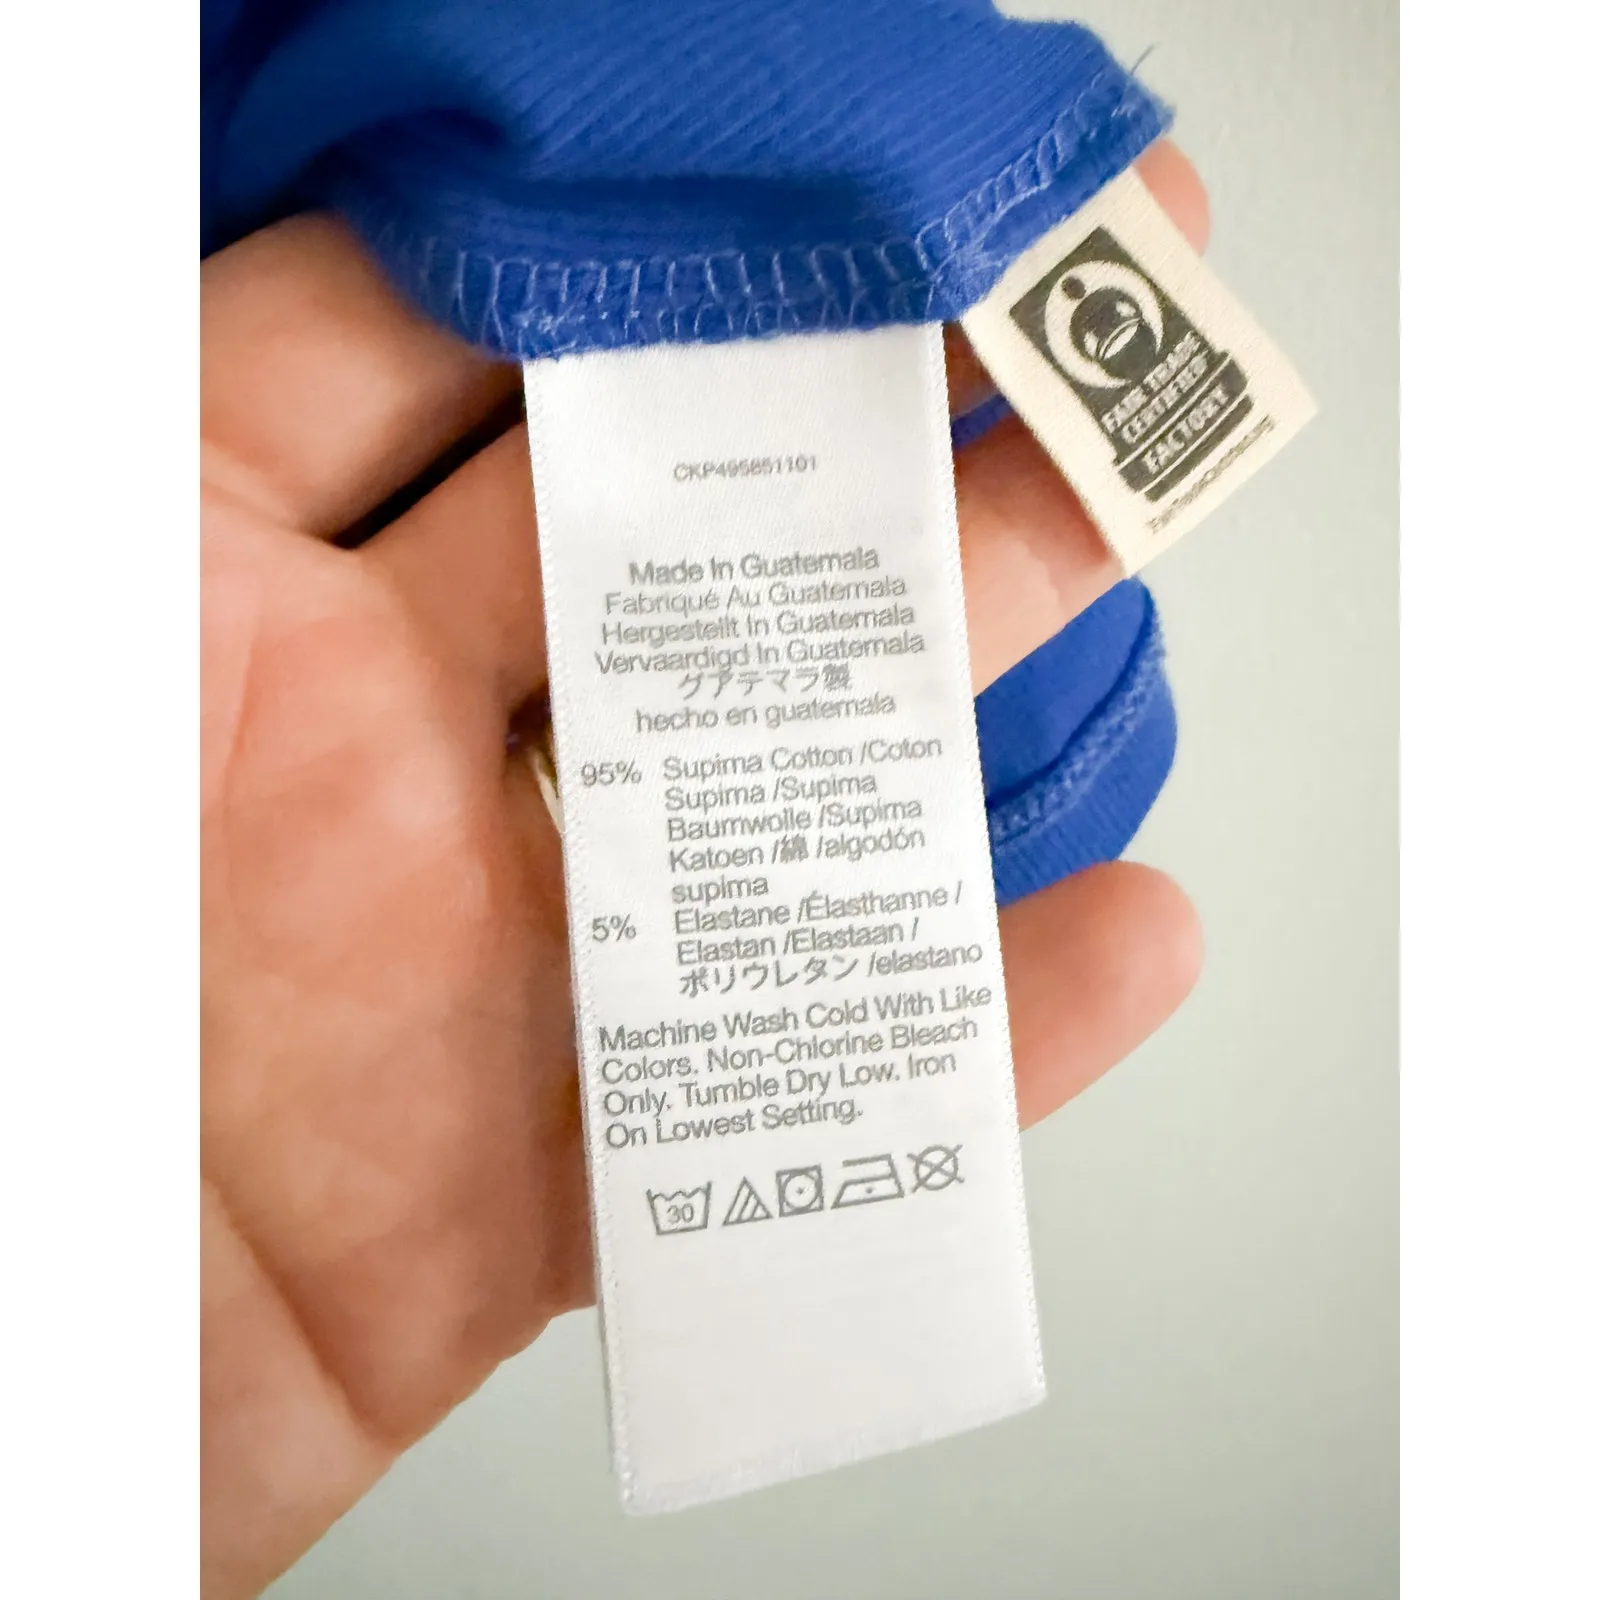 CKP495851101
Made In Guatemala
Fabriqué Au Guatemala
Hergestellt In Guatemala
Vervaardigd In Guatemala
グアテマラ製
hecho en guatemala
95% Supima Cotton /Coton
Supima /Supima
Baumwolle /Supima
Katoen /綿 /algodón
supima
5% Elastane /Élasthanne /
Elastan /Elastaan /
ポリウレタン /elastano
Machine Wash Cold With Like
Colors. Non-Chlorine Bleach
Only. Tumble Dry Low. Iron
On Lowest Setting.
30
FAIR TRADE
CERTIFIED
FACTORY